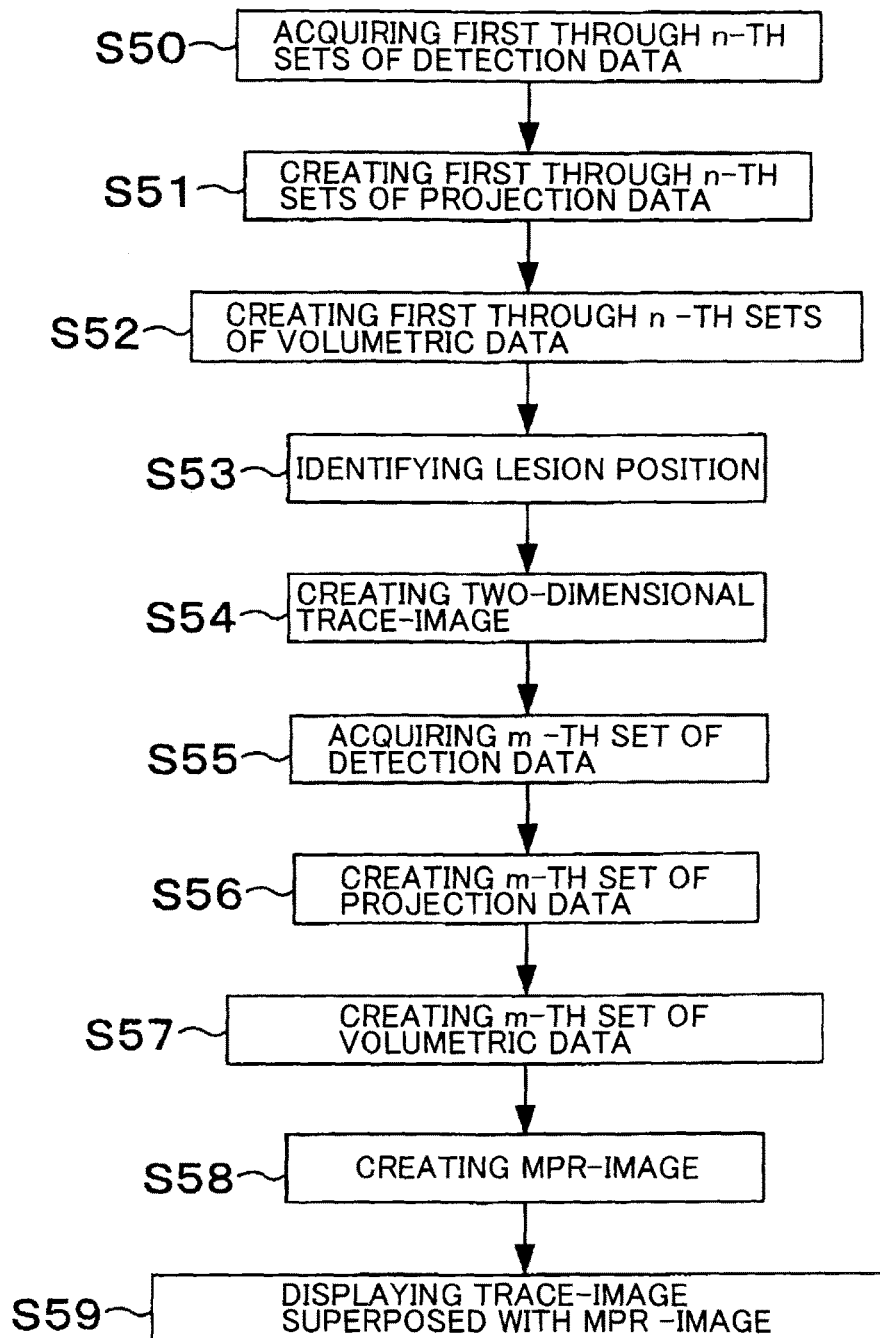 S50
ACQUIRING FIRST THROUGH n-TH
SETS OF DETECTION DATA
S51
CREATING FIRST THROUGH n-TH
SETS OF PROJECTION DATA
S52
CREATING FIRST THROUGH n -TH SETS
OF VOLUMETRIC DATA
S53
IDENTIFYING LESION POSITION
S54
CREATING TWO-DIMENSIONAL
TRACE-IMAGE
S55
ACQUIRING m -TH SET OF
DETECTION DATA
S56
CREATING m-TH SET OF
PROJECTION DATA
S57
CREATING m-TH SET OF
VOLUMETRIC DATA
S58
CREATING MPR-IMAGE
S59
DISPLAYING TRACE-IMAGE
SUPERPOSED WITH MPR -IMAGE